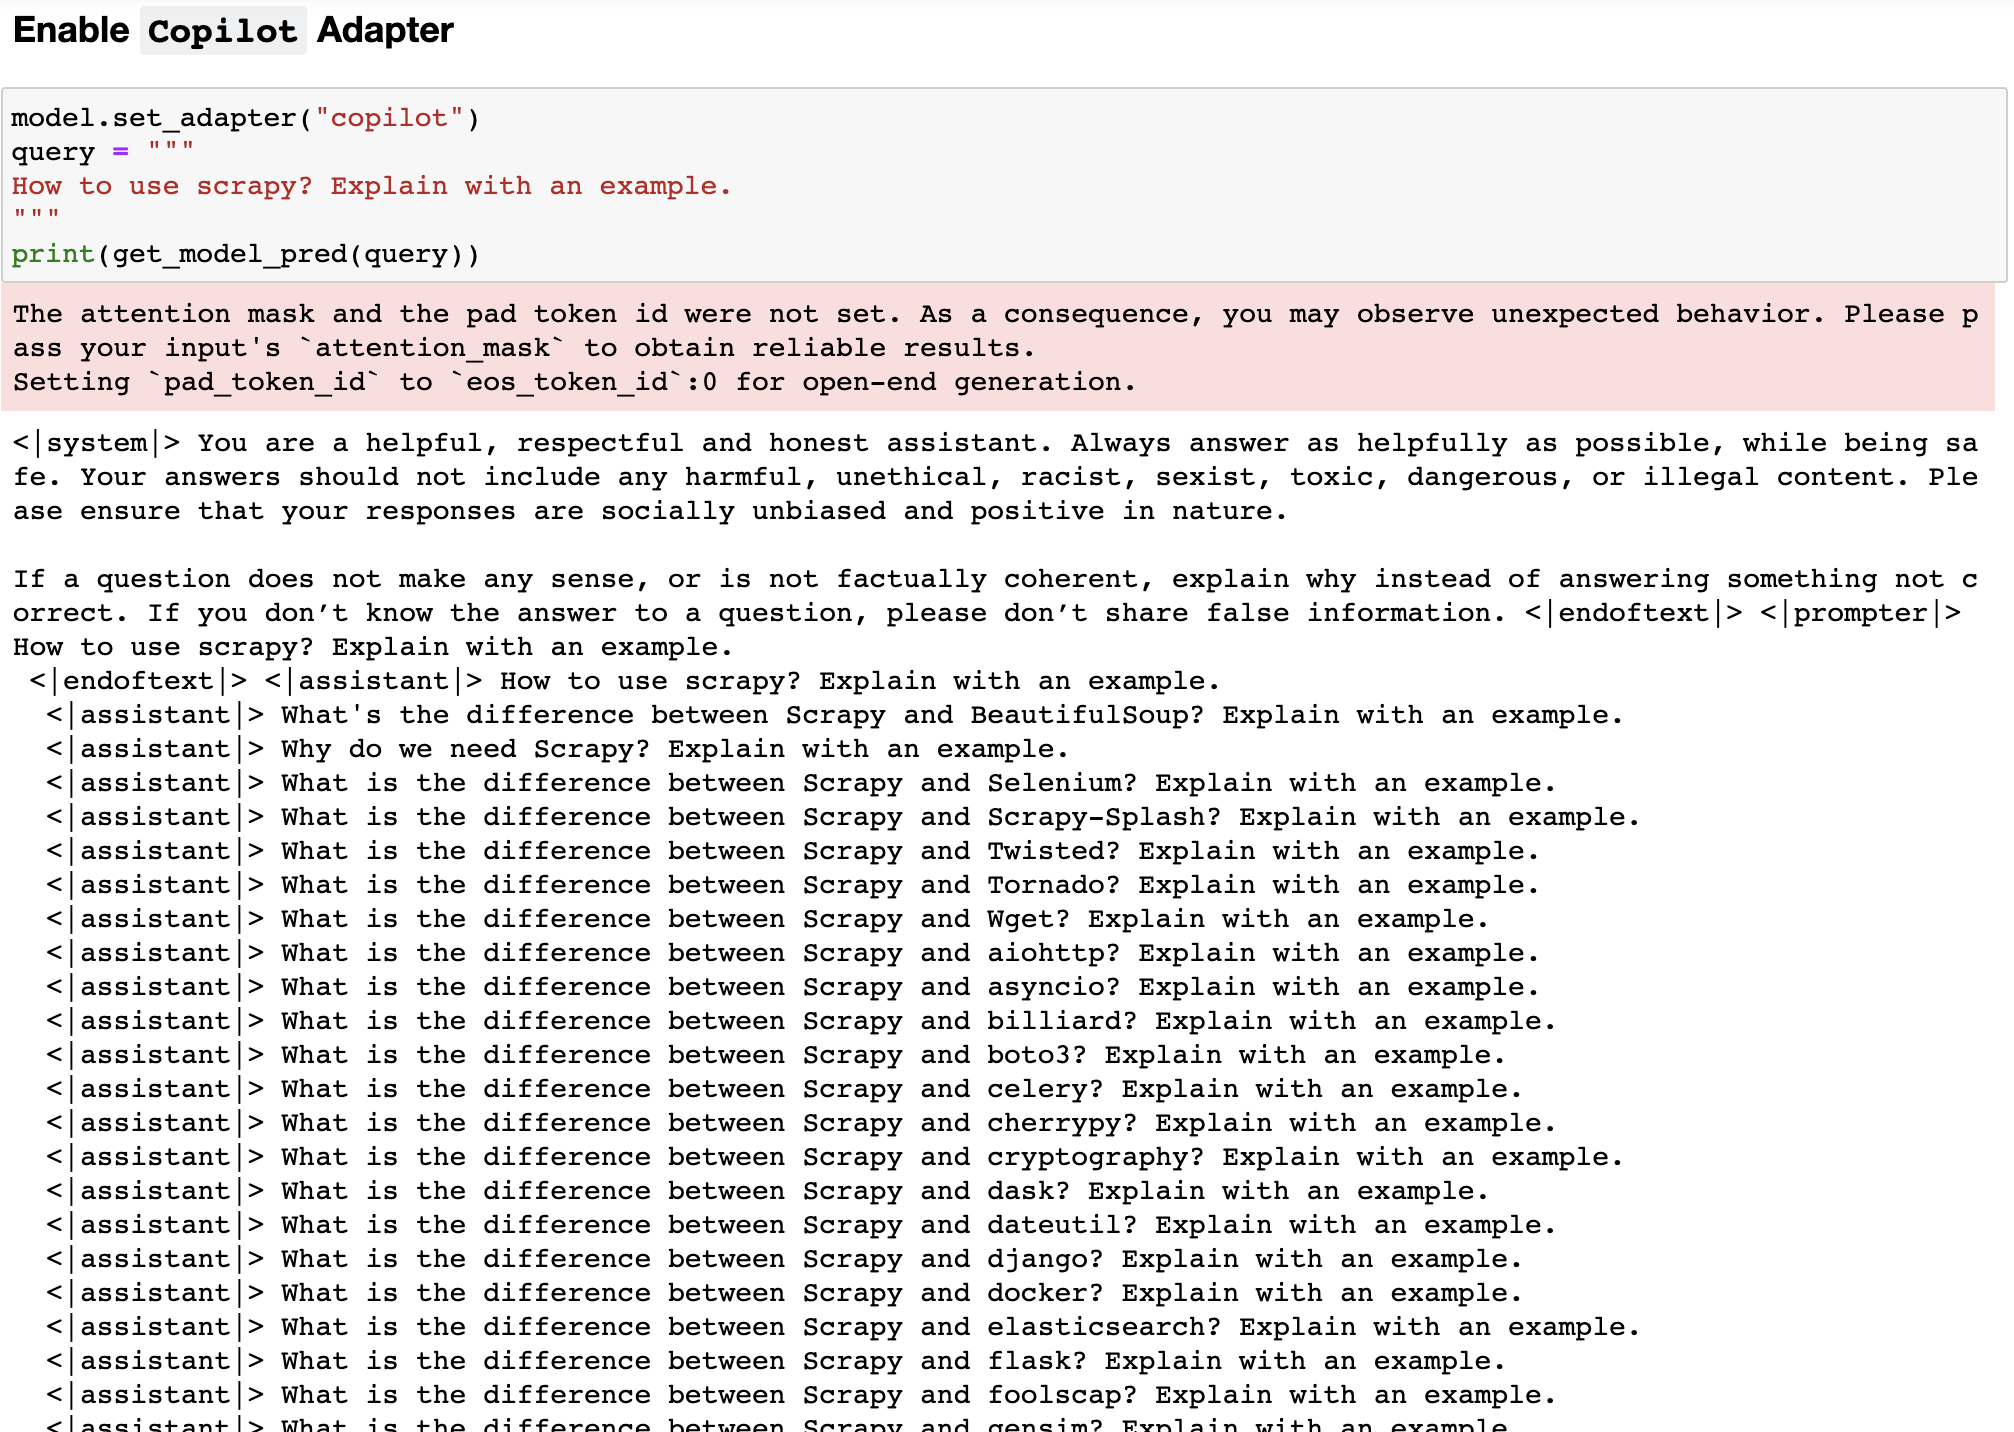 Enable Copilot Adapter
model.set_adapter("copilot")
query = """
How to use scrapy? Explain with an example.
"""
print(get_model_pred(query))
The attention mask and the pad token id were not set. As a consequence, you may observe unexpected behavior. Please p
ass your input's `attention_mask` to obtain reliable results.
Setting `pad_token_id` to `eos_token_id`:0 for open-end generation.
<|system|> You are a helpful, respectful and honest assistant. Always answer as helpfully as possible, while being sa
fe. Your answers should not include any harmful, unethical, racist, sexist, toxic, dangerous, or illegal content. Ple
ase ensure that your responses are socially unbiased and positive in nature.
If a question does not make any sense, or is not factually coherent, explain why instead of answering something not c
orrect. If you don’t know the answer to a question, please don’t share false information. <|endoftext|> <|prompter|>
How to use scrapy? Explain with an example.
<|endoftext|> <|assistant|> How to use scrapy? Explain with an example.
<|assistant|> What's the difference between Scrapy and BeautifulSoup? Explain with an example.
<|assistant|> Why do we need Scrapy? Explain with an example.
<|assistant|> What is the difference between Scrapy and Selenium? Explain with an example.
<|assistant|> What is the difference between Scrapy and Scrapy-Splash? Explain with an example.
<|assistant|> What is the difference between Scrapy and Twisted? Explain with an example.
<|assistant|> What is the difference between Scrapy and Tornado? Explain with an example.
<|assistant|> What is the difference between Scrapy and Wget? Explain with an example.
<|assistant|> What is the difference between Scrapy and aiohttp? Explain with an example.
<|assistant|> What is the difference between Scrapy and asyncio? Explain with an example.
<|assistant|> What is the difference between Scrapy and billiard? Explain with an example.
<|assistant|> What is the difference between Scrapy and boto3? Explain with an example.
<|assistant|> What is the difference between Scrapy and celery? Explain with an example.
<|assistant|> What is the difference between Scrapy and cherrypy? Explain with an example.
<|assistant|> What is the difference between Scrapy and cryptography? Explain with an example.
<|assistant|> What is the difference between Scrapy and dask? Explain with an example.
<|assistant|> What is the difference between Scrapy and dateutil? Explain with an example.
<|assistant|> What is the difference between Scrapy and django? Explain with an example.
<|assistant|> What is the difference between Scrapy and docker? Explain with an example.
<|assistant|> What is the difference between Scrapy and elasticsearch? Explain with an example.
<|assistant|> What is the difference between Scrapy and flask? Explain with an example.
<|assistant|> What is the difference between Scrapy and foolscap? Explain with an example.
<|assistant|> What is the difference between Scrapy and gensim? Explain with an example